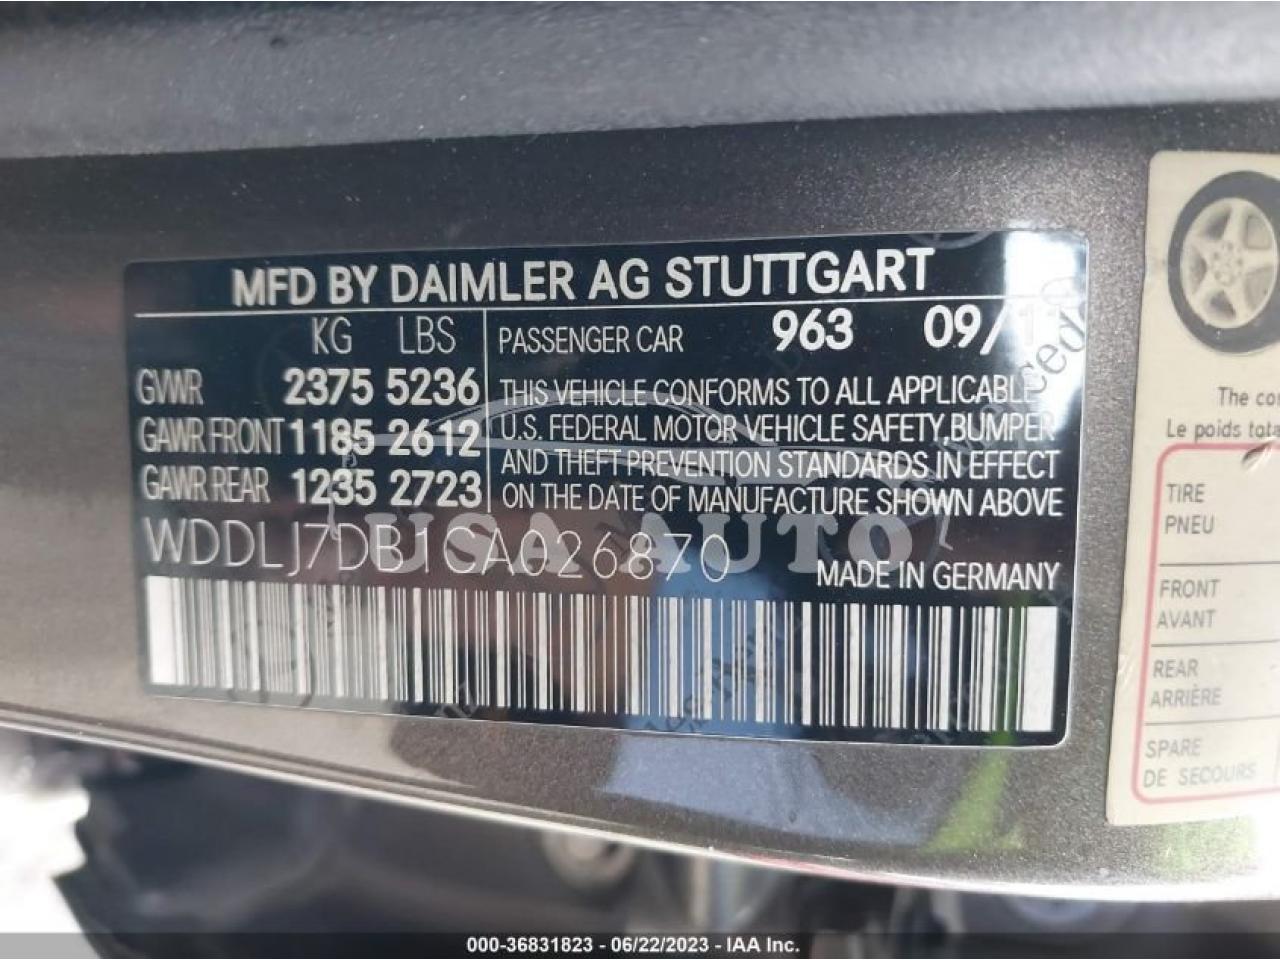 MFD BY DAIMLER AG STUTTGART
KG LBS
PASSENGER CAR 963 09/
GVWR 2375 5236
GAWR FRONT 1185 2612
GAWR REAR 1235 2723
THIS VEHICLE CONFORMS TO ALL APPLICABLE
U.S. FEDERAL MOTOR VEHICLE SAFETY, BUMPER
AND THEFT PREVENTION STANDARDS IN EFFECT
ON THE DATE OF MANUFACTURE SHOWN ABOVE
WDDLJ7DB1CA026870
MADE IN GERMANY
USA AUTO
The
Le poids
TIRE
PNEU
FRONT
AVANT
REAR
ARRIÈRE
SPARE
DE SECOURS
000-36831823 - 06/22/2023 - IAA Inc.